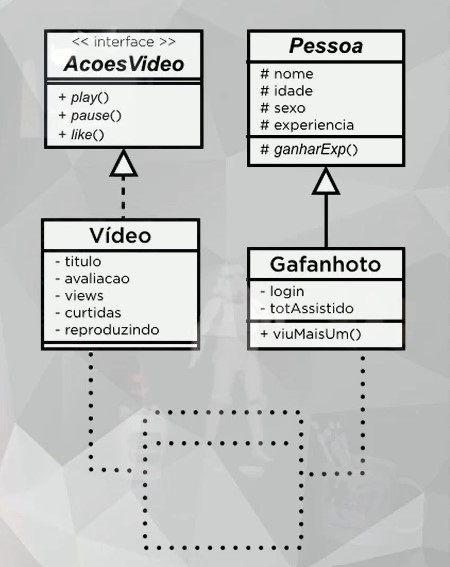 << interface >>
AcoesVideo
+ play()
+ pause()
+ like()
Pessoa
# nome
# idade
# sexo
# experiencia
# ganharExp()
Vídeo
- titulo
- avaliacao
- views
- curtidas
- reproduzindo
Gafanhoto
- login
- totAssistido
+ viuMaisUm()